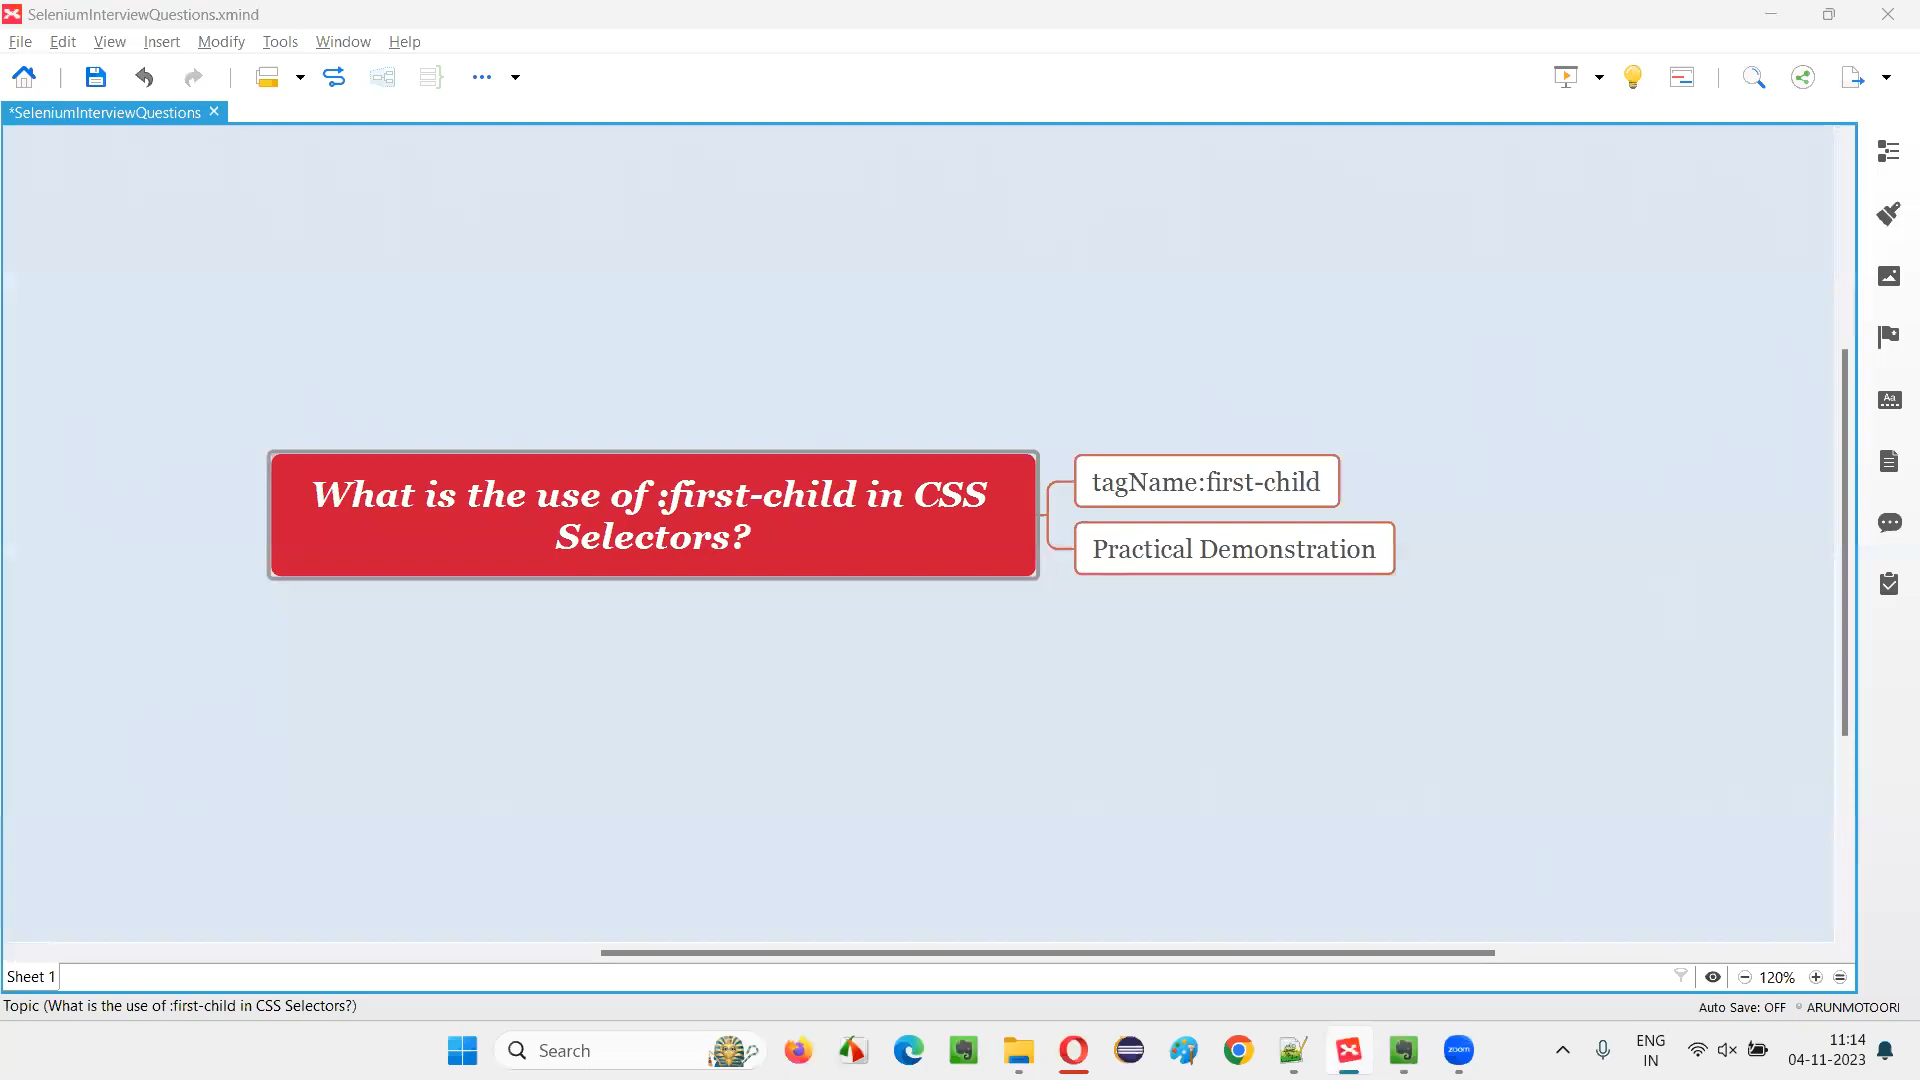 SeleniumInterviewQuestions.xmind
File Edit View Insert Modify Tools Window Help
*SeleniumInterviewQuestions
What is the use of :first-child in CSS
Selectors?
tagName:first-child
Practical Demonstration
Aa
Sheet 1
120%
Topic (What is the use of :first-child in CSS Selectors?)
Auto Save: OFF
ARUNMOTOORI
Search
zoom
ENG
IN
11:14
04-11-2023